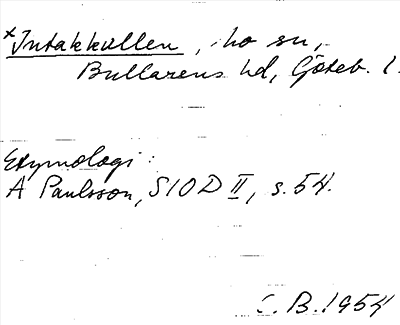 *Intakkullen, ho sn,
Bullarens hd, Göteb. l.
Etymologi:
A Paulsson, SIOD II, s. 54.
C. B. 1954